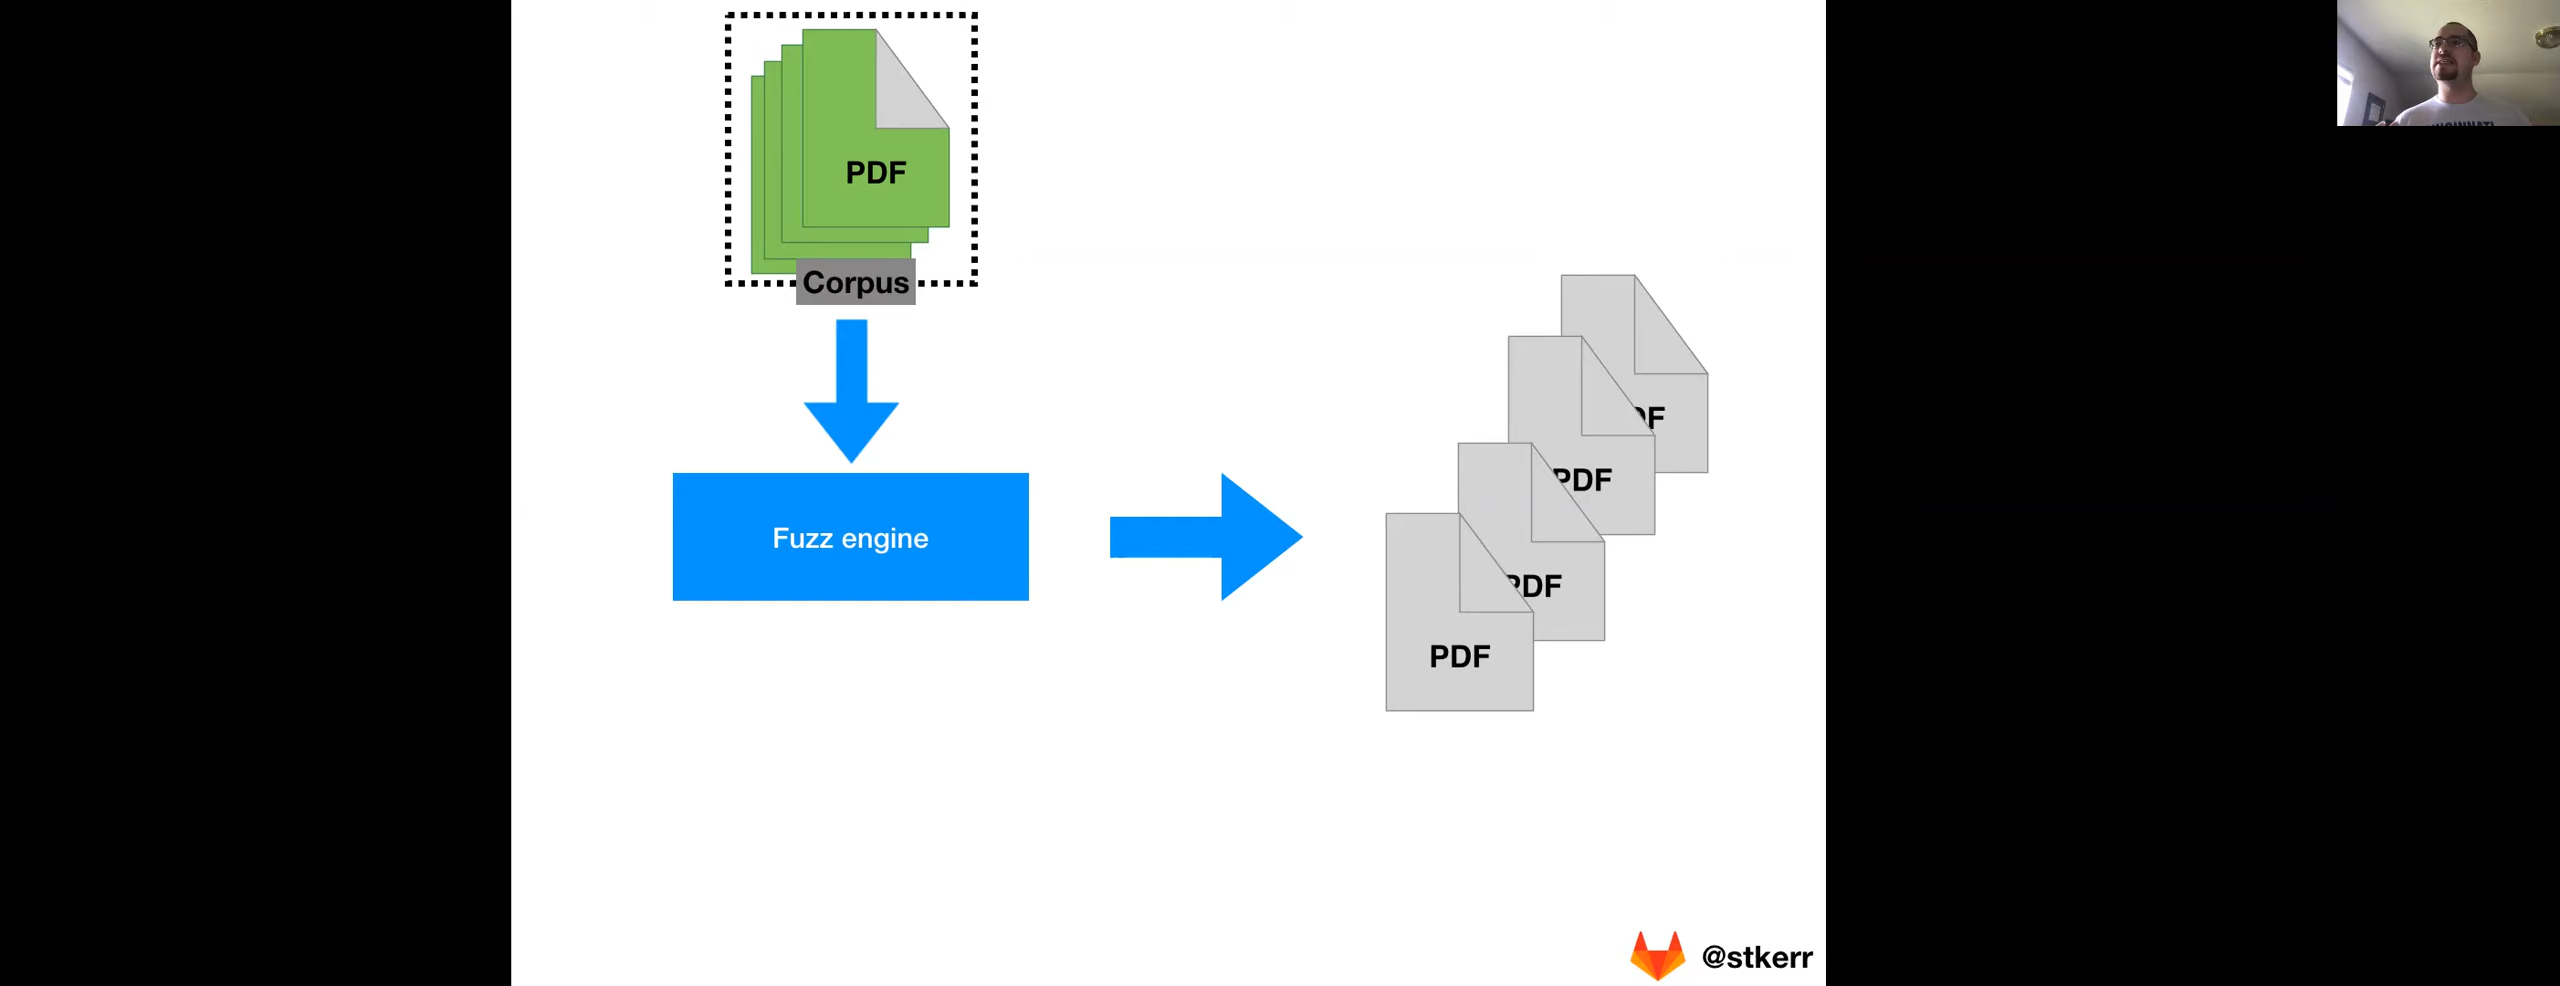 PDF
Corpus
Fuzz engine
PDF
PDF
PDF
@stkerr